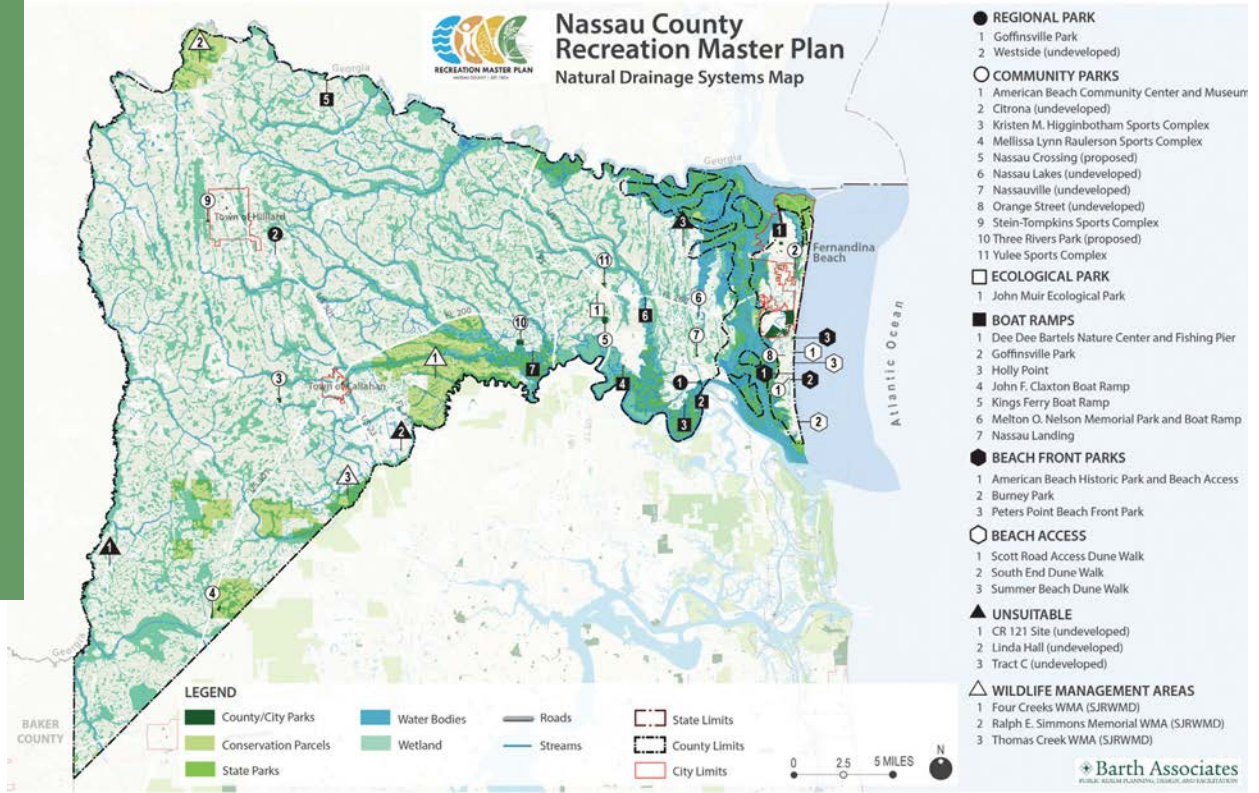 RECREATION MASTER PLAN
Nassau County
Recreation Master Plan
Natural Drainage Systems Map
Georgia
Georgia
Georgia
Town of Hilliard
Town of Callahan
Fernandina
Beach
Atlantic Ocean
BAKER
COUNTY
LEGEND
County/City Parks
Conservation Parcels
State Parks
Water Bodies
Wetland
Roads
Streams
State Limits
County Limits
City Limits
0 2.5 5 MILES
N
REGIONAL PARK
1 Goffinsville Park
2 Westside (undeveloped)
COMMUNITY PARKS
1 American Beach Community Center and Museum
2 Citrona (undeveloped)
3 Kristen M. Higginbotham Sports Complex
4 Mellissa Lynn Raulerson Sports Complex
5 Nassau Crossing (proposed)
6 Nassau Lakes (undeveloped)
7 Nassauville (undeveloped)
8 Orange Street (undeveloped)
9 Stein-Tompkins Sports Complex
10 Three Rivers Park (proposed)
11 Yulee Sports Complex
ECOLOGICAL PARK
1 John Muir Ecological Park
BOAT RAMPS
1 Dee Dee Bartels Nature Center and Fishing Pier
2 Goffinsville Park
3 Holly Point
4 John F. Claxton Boat Ramp
5 Kings Ferry Boat Ramp
6 Melton O. Nelson Memorial Park and Boat Ramp
7 Nassau Landing
BEACH FRONT PARKS
1 American Beach Historic Park and Beach Access
2 Burney Park
3 Peters Point Beach Front Park
BEACH ACCESS
1 Scott Road Access Dune Walk
2 South End Dune Walk
3 Summer Beach Dune Walk
UNSUITABLE
1 CR 121 Site (undeveloped)
2 Linda Hall (undeveloped)
3 Tract C (undeveloped)
WILDLIFE MANAGEMENT AREAS
1 Four Creeks WMA (SJRWMD)
2 Ralph E. Simmons Memorial WMA (SJRWMD)
3 Thomas Creek WMA (SJRWMD)
Barth Associates
PUBLIC REALM PLANNING, DESIGN, AND FACILITATION